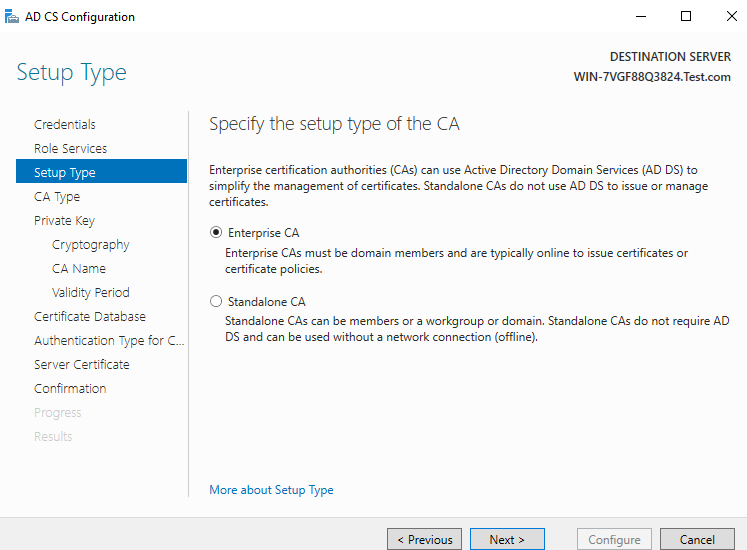 AD CS Configuration
Setup Type
DESTINATION SERVER
WIN-7VGF88Q3824.Test.com
Credentials
Role Services
Setup Type
CA Type
Private Key
Cryptography
CA Name
Validity Period
Certificate Database
Authentication Type for C...
Server Certificate
Confirmation
Progress
Results
Specify the setup type of the CA
Enterprise certification authorities (CAs) can use Active Directory Domain Services (AD DS) to
simplify the management of certificates. Standalone CAs do not use AD DS to issue or manage
certificates.
Enterprise CA
Enterprise CAs must be domain members and are typically online to issue certificates or
certificate policies.
Standalone CA
Standalone CAs can be members or a workgroup or domain. Standalone CAs do not require AD
DS and can be used without a network connection (offline).
More about Setup Type
< Previous
Next >
Configure
Cancel